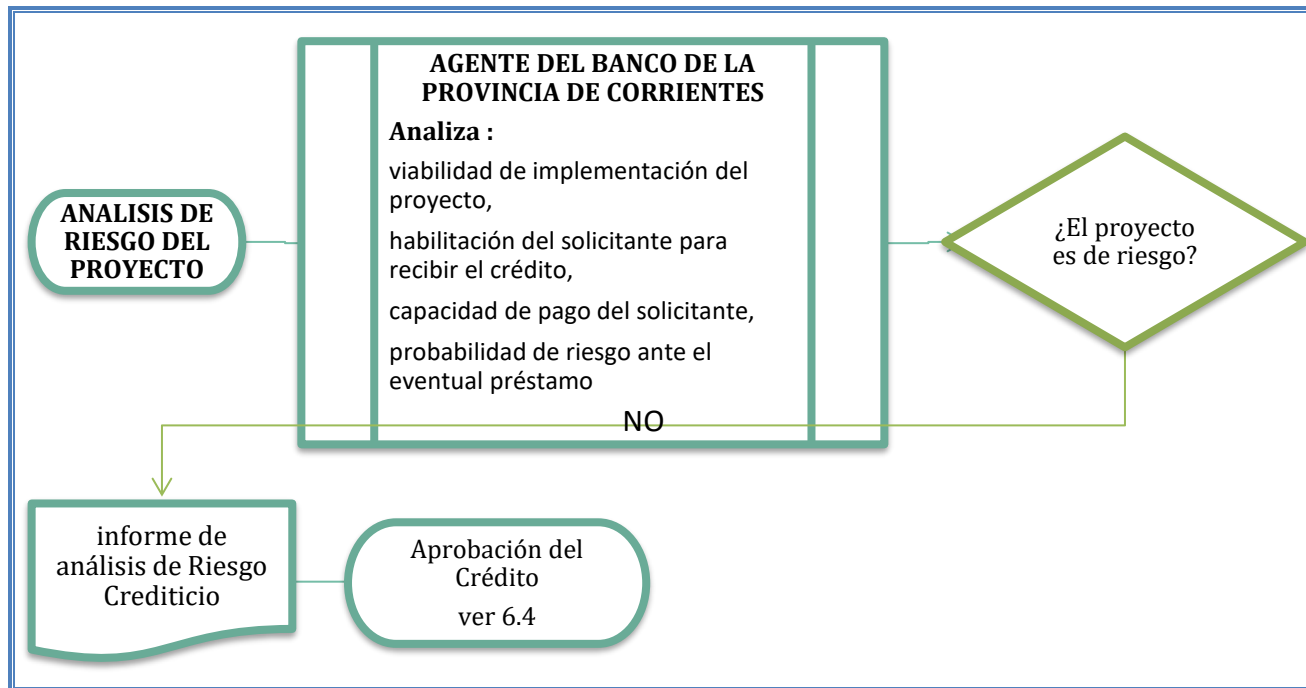 ANALISIS DE
RIESGO DEL
PROYECTO
AGENTE DEL BANCO DE LA
PROVINCIA DE CORRIENTES
Analiza :
viabilidad de implementación del
proyecto,
habilitación del solicitante para
recibir el crédito,
capacidad de pago del solicitante,
probabilidad de riesgo ante el
eventual préstamo
¿El proyecto
es de riesgo?
NO
informe de
análisis de Riesgo
Crediticio
Aprobación del
Crédito
ver 6.4